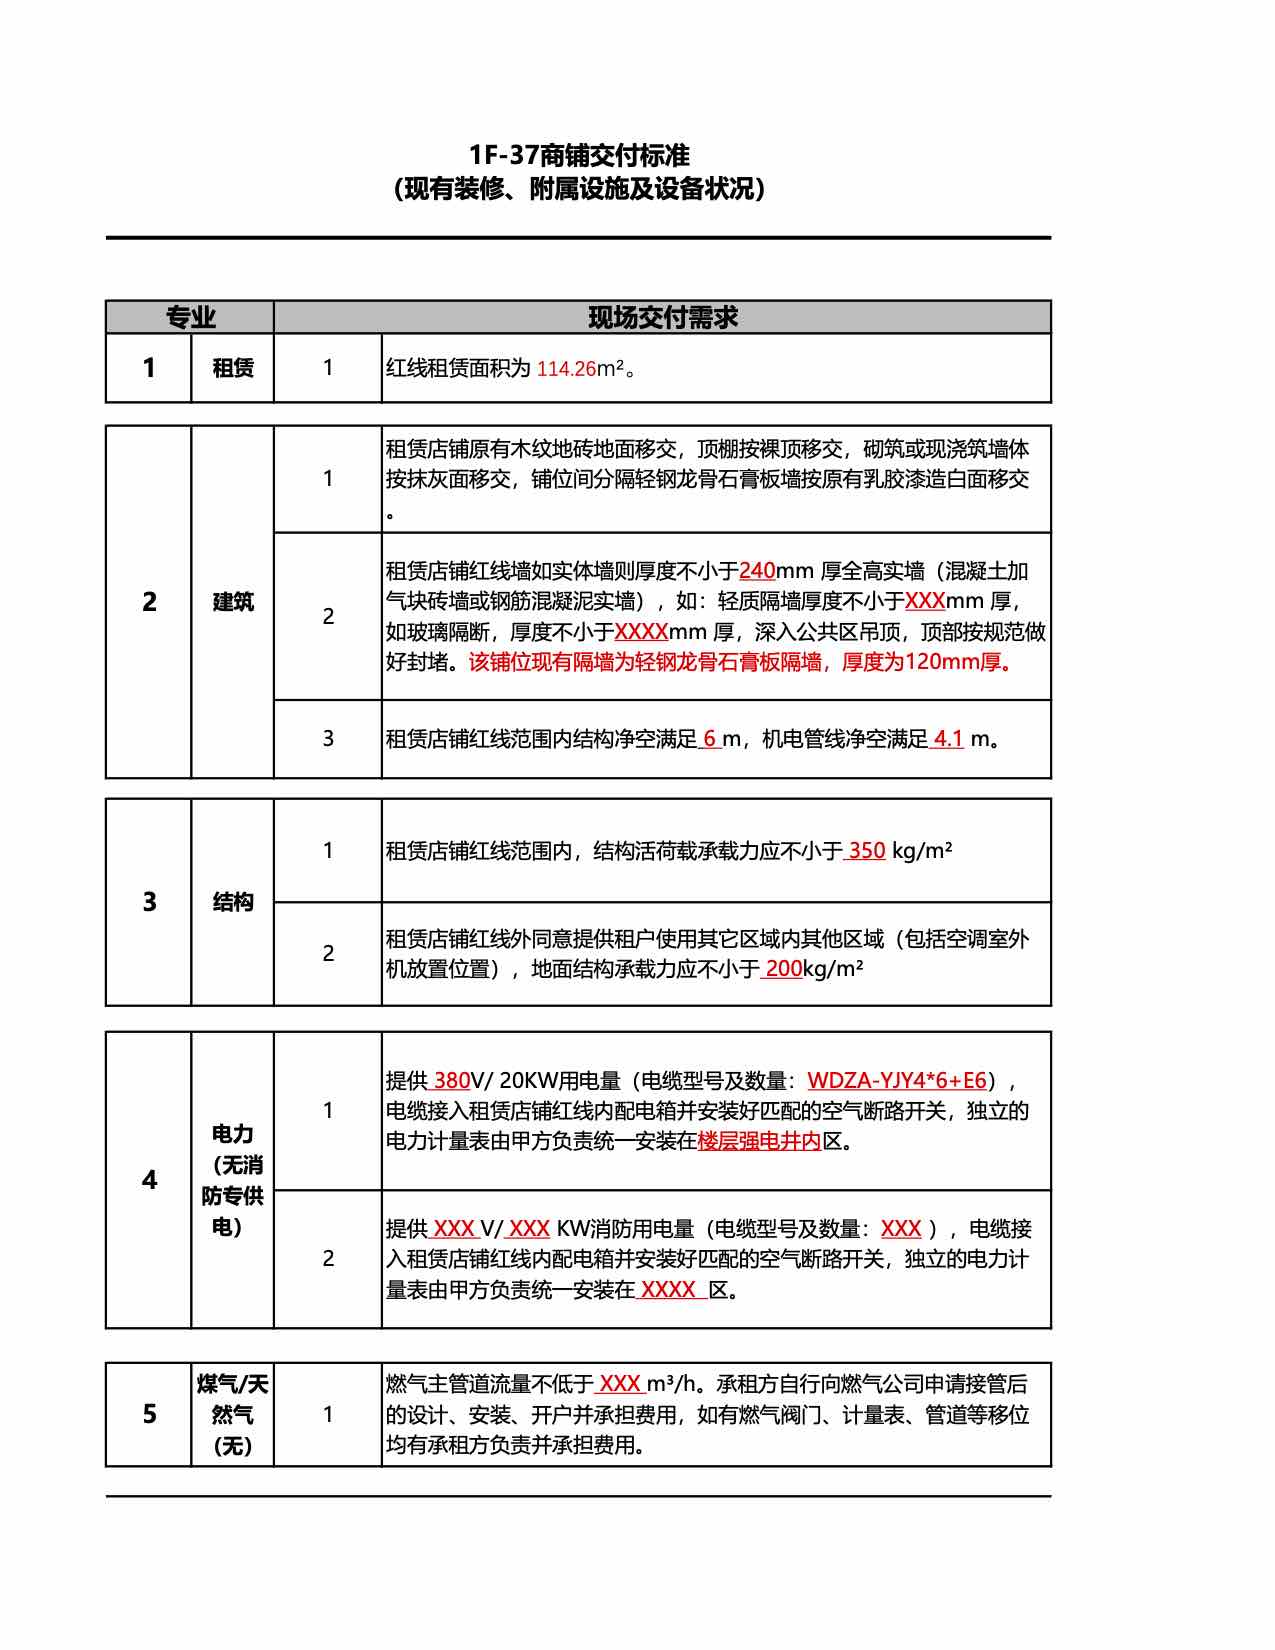 1F-37商铺交付标准
（现有装修、附属设施及设备状况）
专业
现场交付需求
1
租赁
1
红线租赁面积为 114.26m²。
2
建筑
1
租赁店铺原有木纹地砖地面移交，顶棚按裸顶移交，砌筑或现浇筑墙体
按抹灰面移交，铺位间分隔轻钢龙骨石膏板墙按原有乳胶漆造白面移交
。
2
租赁店铺红线墙如实体墙则厚度不小于240mm 厚全高实墙（混凝土加
气块砖墙或钢筋混凝泥实墙），如：轻质隔墙厚度不小于XXXmm 厚，
如玻璃隔断，厚度不小于XXXXmm 厚，深入公共区吊顶，顶部按规范做
好封堵。该铺位现有隔墙为轻钢龙骨石膏板隔墙，厚度为120mm厚。
3
租赁店铺红线范围内结构净空满足 6 m，机电管线净空满足 4.1 m。
3
结构
1
租赁店铺红线范围内，结构活荷载承载力应不小于 350 kg/m²
2
租赁店铺红线外同意提供租户使用其它区域内其他区域（包括空调室外
机放置位置），地面结构承载力应不小于 200kg/m²
4
电力
（无消
防专供
电）
1
提供 380V/ 20KW用电量（电缆型号及数量：WDZA-YJY4*6+E6），
电缆接入租赁店铺红线内配电箱并安装好匹配的空气断路开关，独立的
电力计量表由甲方负责统一安装在楼层强电井内区。
2
提供 XXX V/ XXX KW消防用电量（电缆型号及数量：XXX ），电缆接
入租赁店铺红线内配电箱并安装好匹配的空气断路开关，独立的电力计
量表由甲方负责统一安装在 XXXX 区。
5
煤气/天
然气
（无）
1
燃气主管道流量不低于 XXX m³/h。承租方自行向燃气公司申请接管后
的设计、安装、开户并承担费用，如有燃气阀门、计量表、管道等移位
均有承租方负责并承担费用。